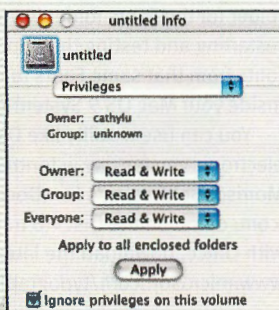 untitled Info
untitled
Privileges
Owner: cathylu
Group: unknown
Owner: Read & Write
Group: Read & Write
Everyone: Read & Write
Apply to all enclosed folders
Apply
Ignore privileges on this volume